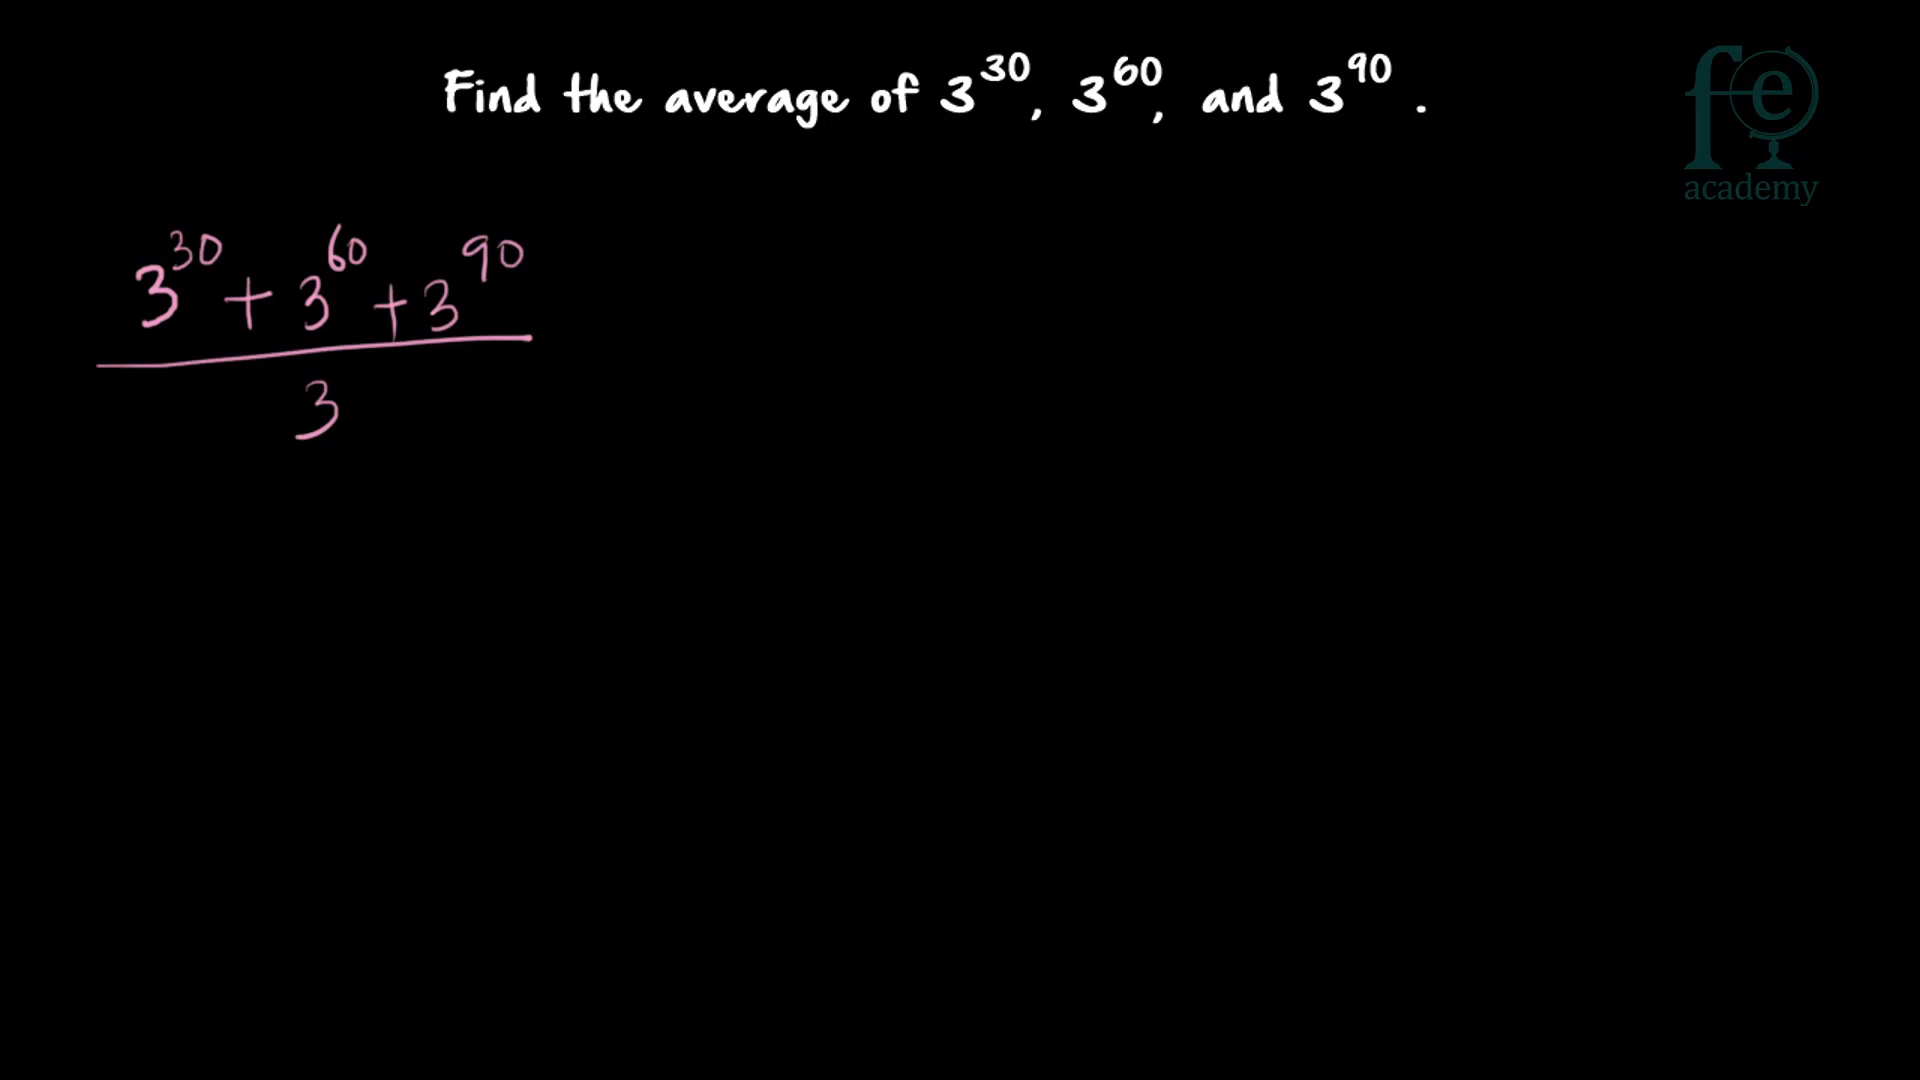 Find the average of 3^30, 3^60, and 3^90.
fe
academy
3^30 + 3^60 + 3^90
3